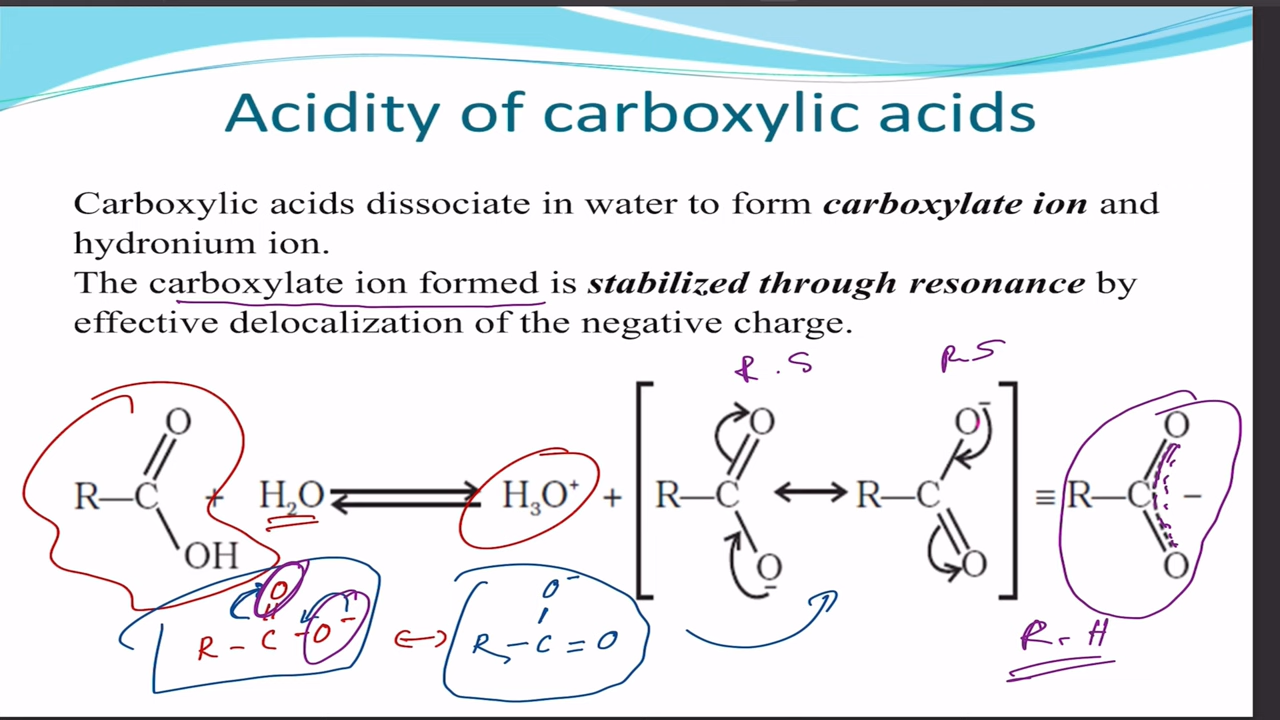 Acidity of carboxylic acids
Carboxylic acids dissociate in water to form carboxylate ion and
hydronium ion.
The carboxylate ion formed is stabilized through resonance by
effective delocalization of the negative charge.
R.S R.S
O O O⁻ O
R—C + H₂O ⇌ H₃O⁺ + [ R—C ↔ R—C ] ≡ R—C –
OH O⁻ O O
O O⁻
R–C–O⁻ ↔ R–C=O
R.H